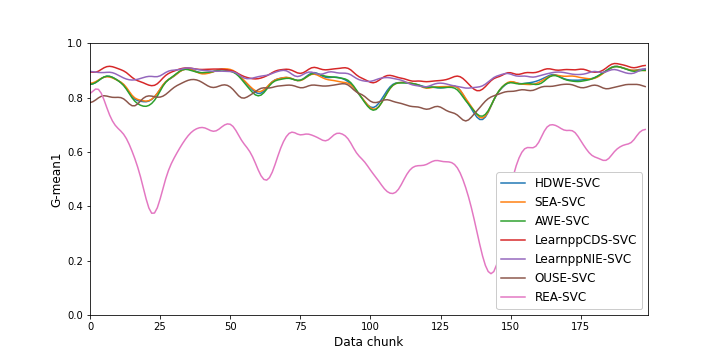 1.0
0.8
0.6
0.4
0.2
0.0
G-mean1
0 25 50 75 100 125 150 175
Data chunk
HDWE-SVC
SEA-SVC
AWE-SVC
LearnppCDS-SVC
LearnppNIE-SVC
OUSE-SVC
REA-SVC